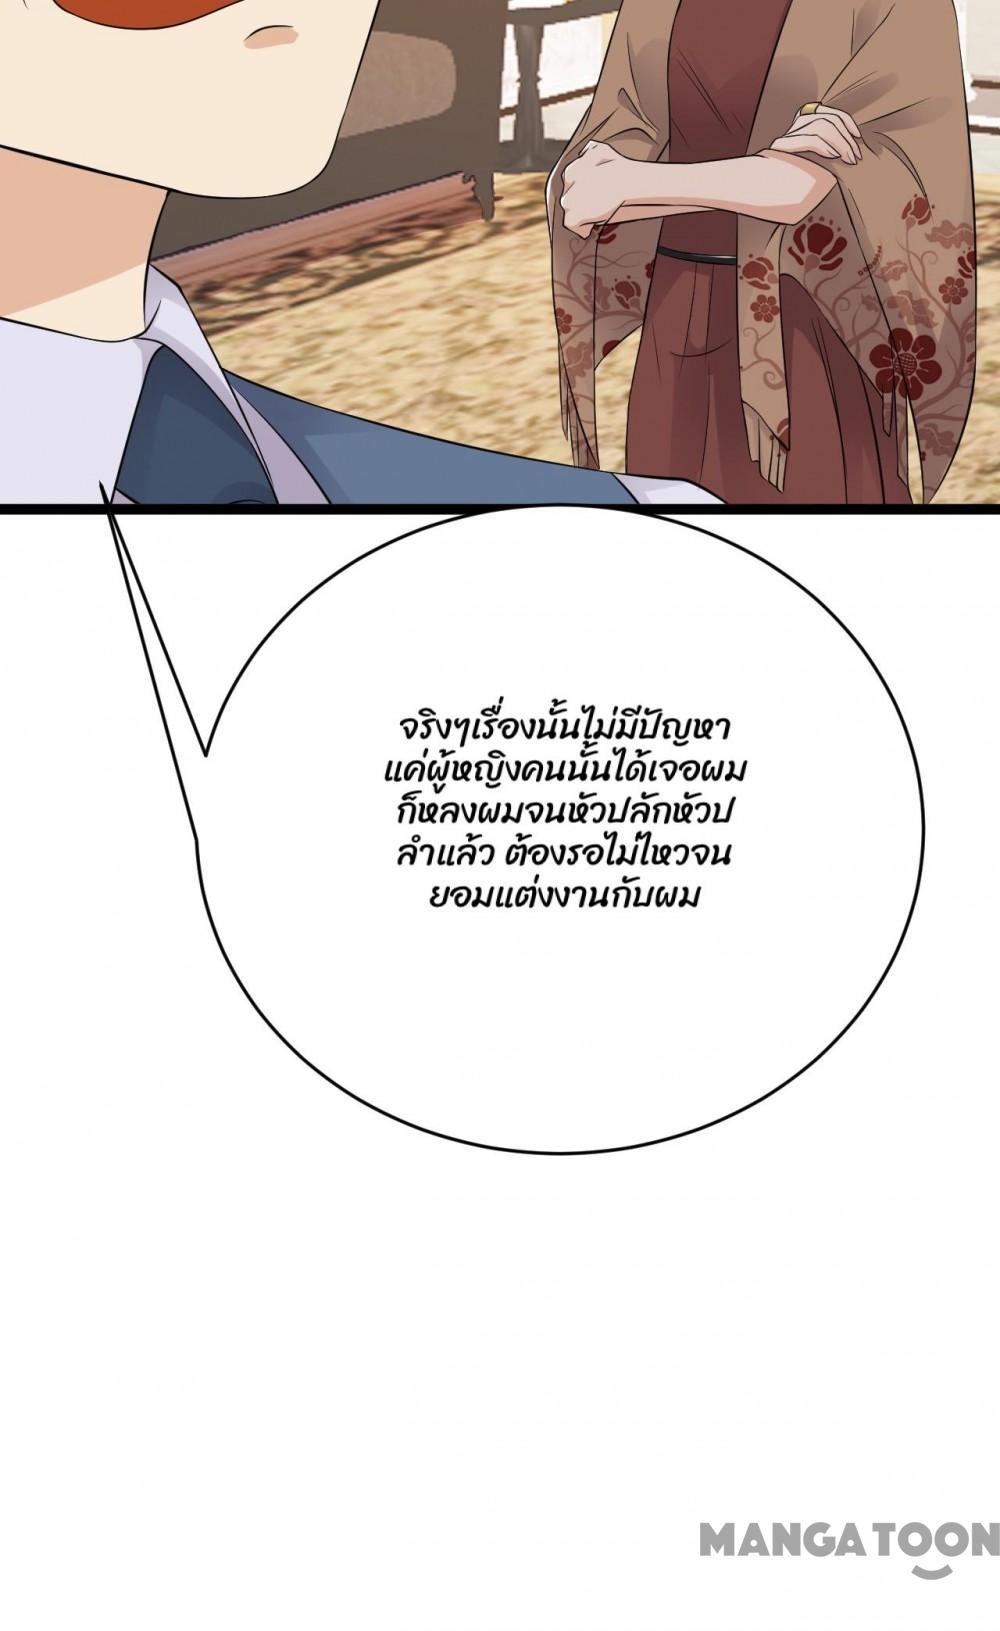 จริงๆเรื่องนั้นไม่มีปัญหา
แค่ผู้หญิงคนนั้นได้เจอผม
ก็หลงผมจนหัวปลักหัวป
ลำแล้ว ต้องรอไม่ไหวจน
ยอมแต่งงานกับผม
MANGATOON